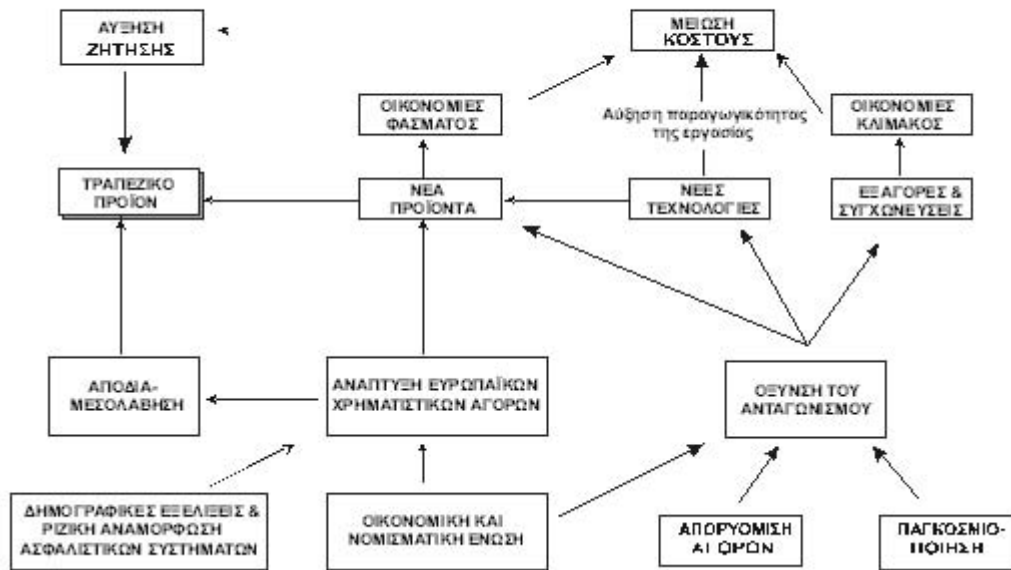 ΑΥΞΗΣΗ
ΖΗΤΗΣΗΣ
ΜΕΙΩΣΗ
ΚΟΣΤΟΥΣ
ΟΙΚΟΝΟΜΙΕΣ
ΦΑΣΜΑΤΟΣ
Αύξηση παραγωγικότητας
της εργασίας
ΟΙΚΟΝΟΜΙΕΣ
ΚΛΙΜΑΚΟΣ
ΤΡΑΠΕΖΙΚΟ
ΠΡΟΪΟΝ
ΝΕΑ
ΠΡΟΪΟΝΤΑ
ΝΕΕΣ
ΤΕΧΝΟΛΟΓΙΕΣ
ΕΞΑΓΟΡΕΣ &
ΣΥΓΧΩΝΕΥΣΕΙΣ
ΑΠΟΔΙΑ-
ΜΕΣΟΛΑΒΗΣΗ
ΑΝΑΠΤΥΞΗ ΕΥΡΩΠΑΪΚΩΝ
ΧΡΗΜΑΤΙΣΤΙΚΩΝ ΑΓΟΡΩΝ
ΟΞΥΝΣΗ ΤΟΥ
ΑΝΤΑΓΩΝΙΣΜΟΥ
ΔΗΜΟΓΡΑΦΙΚΕΣ ΕΞΕΛΙΞΕΙΣ &
ΡΙΖΙΚΗ ΑΝΑΜΟΡΦΩΣΗ
ΑΣΦΑΛΙΣΤΙΚΩΝ ΣΥΣΤΗΜΑΤΩΝ
ΟΙΚΟΝΟΜΙΚΗ ΚΑΙ
ΝΟΜΙΣΜΑΤΙΚΗ ΕΝΩΣΗ
ΑΠΟΡΥΟΜΙΣΗ
ΑΓΟΡΩΝ
ΠΑΓΚΟΣΜΙΟ-
ΠΟΙΗΣΗ